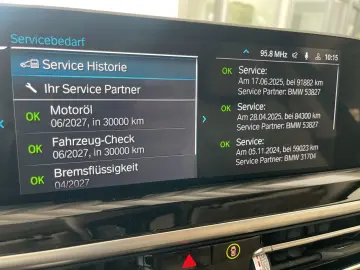 Servicebedarf
95.8 MHz
10:15
Service Historie
Ihr Service Partner
OK Motoröl
06/2027, in 30000 km
OK Fahrzeug-Check
06/2027, in 30000 km
OK Bremsflüssigkeit
04/2027
OK Service:
Am 17.06.2025, bei 91882 km
Service Partner: BMW 53827
OK Service:
Am 28.04.2025, bei 84300 km
Service Partner: BMW 53827
OK Service:
Am 05.11.2024, bei 59023 km
Service Partner: BMW 31704